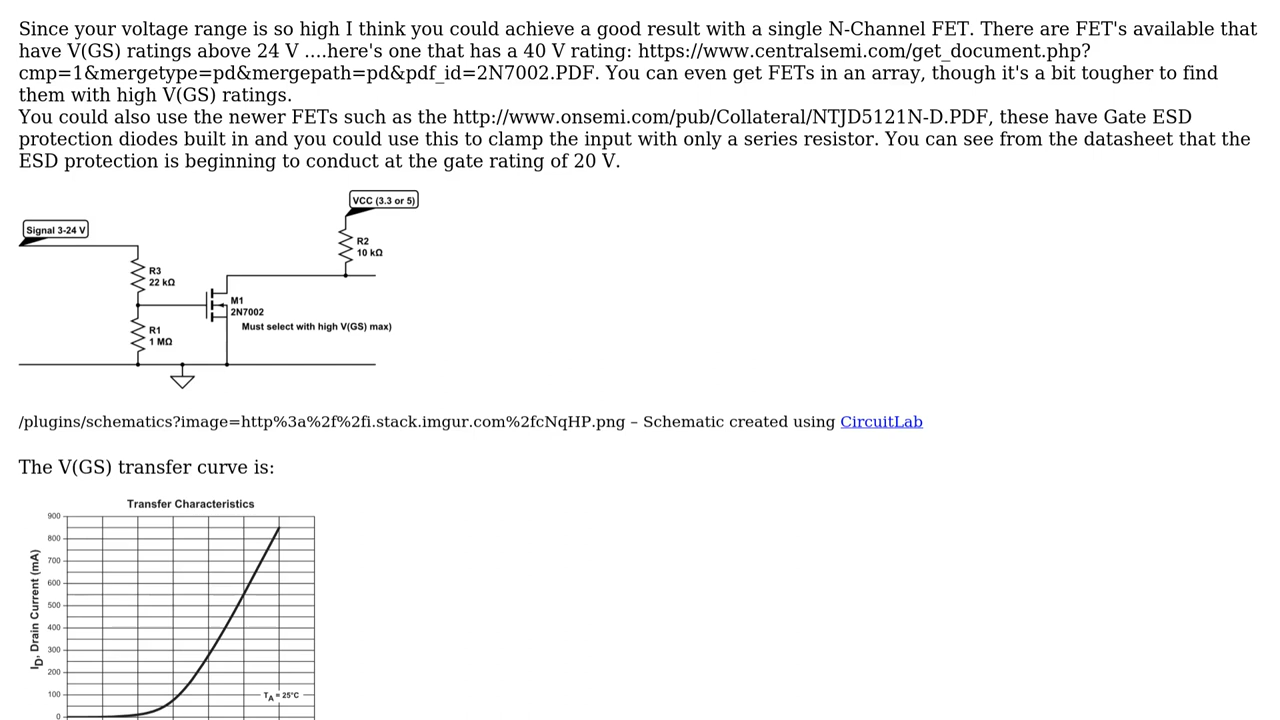 Since your voltage range is so high I think you could achieve a good result with a single N-Channel FET. There are FET's available that
have V(GS) ratings above 24 V ....here's one that has a 40 V rating: https://www.centralsemi.com/get_document.php?
cmp=1&mergetype=pd&mergepath=pd&pdf_id=2N7002.PDF. You can even get FETs in an array, though it's a bit tougher to find
them with high V(GS) ratings.
You could also use the newer FETs such as the http://www.onsemi.com/pub/Collateral/NTJD5121N-D.PDF, these have Gate ESD
protection diodes built in and you could use this to clamp the input with only a series resistor. You can see from the datasheet that the
ESD protection is beginning to conduct at the gate rating of 20 V.
VCC (3.3 or 5)
Signal 3-24 V
R2
10 kΩ
R3
22 kΩ
M1
2N7002
Must select with high V(GS) max)
R1
1 MΩ
/plugins/schematics?image=http%3a%2f%2fi.stack.imgur.com%2fcNqHP.png – Schematic created using CircuitLab
The V(GS) transfer curve is:
Transfer Characteristics
900
800
700
600
500
400
300
200
100
0
ID, Drain Current (mA)
TA = 25°C